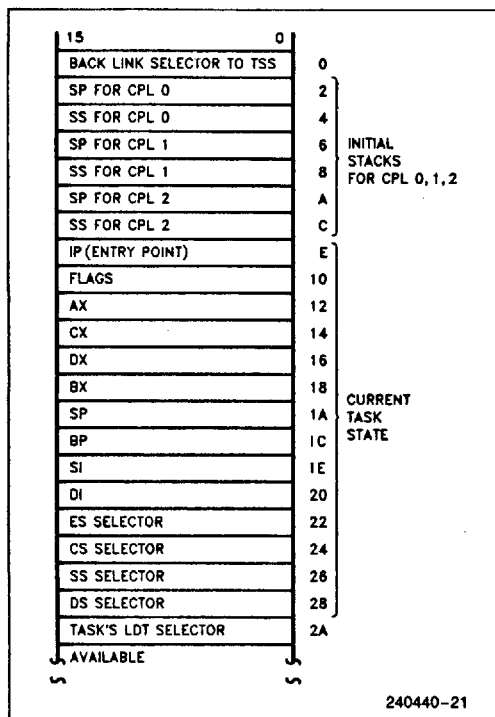 15 0
BACK LINK SELECTOR TO TSS 0
SP FOR CPL 0 2
SS FOR CPL 0 4
SP FOR CPL 1 6
SS FOR CPL 1 8
SP FOR CPL 2 A
SS FOR CPL 2 C
INITIAL
STACKS
FOR CPL 0, 1, 2
IP (ENTRY POINT) E
FLAGS 10
AX 12
CX 14
DX 16
BX 18
SP 1A
BP 1C
SI 1E
DI 20
ES SELECTOR 22
CS SELECTOR 24
SS SELECTOR 26
DS SELECTOR 28
CURRENT
TASK
STATE
TASK'S LDT SELECTOR 2A
AVAILABLE
240440-21